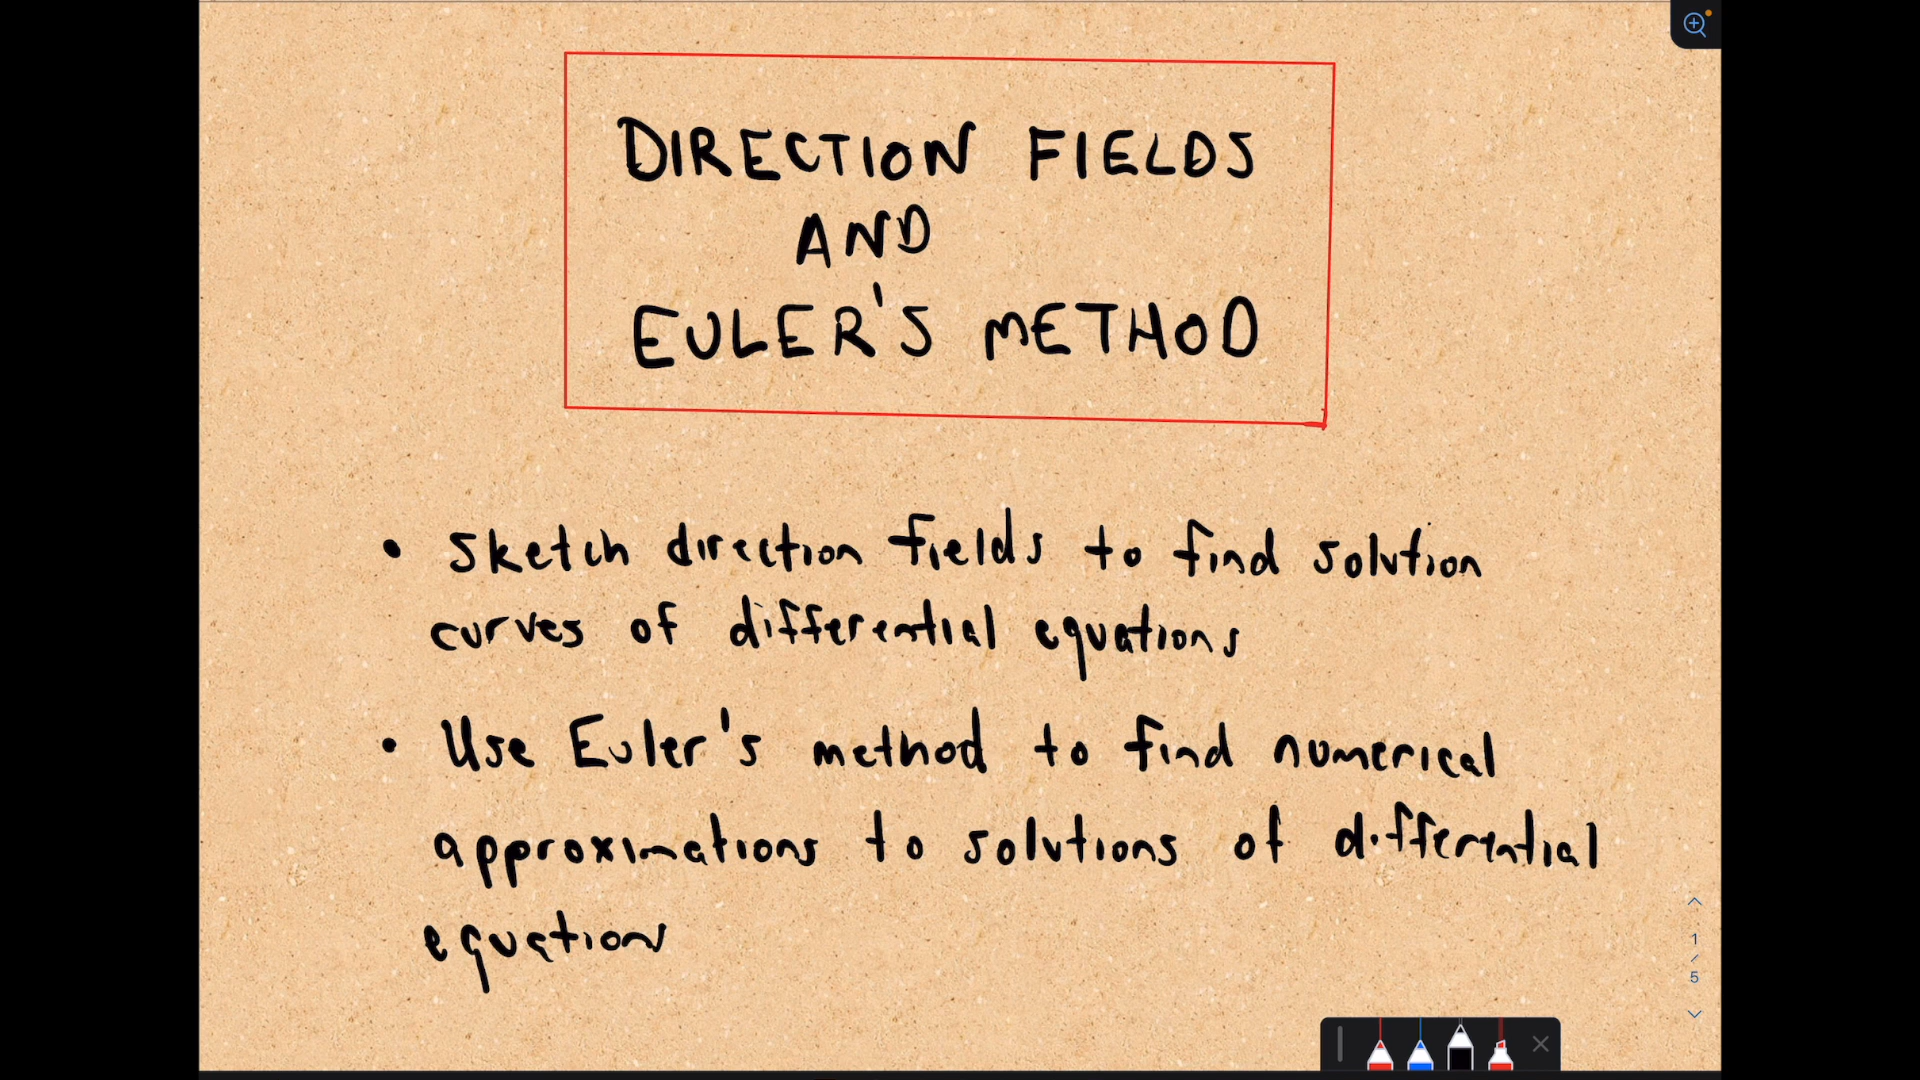 DIRECTION FIELDS
AND
EULER'S METHOD
• Sketch direction fields to find solution
curves of differential equations
• Use Euler's method to find numerical
approximations to solutions of differential
equations
1
/
5